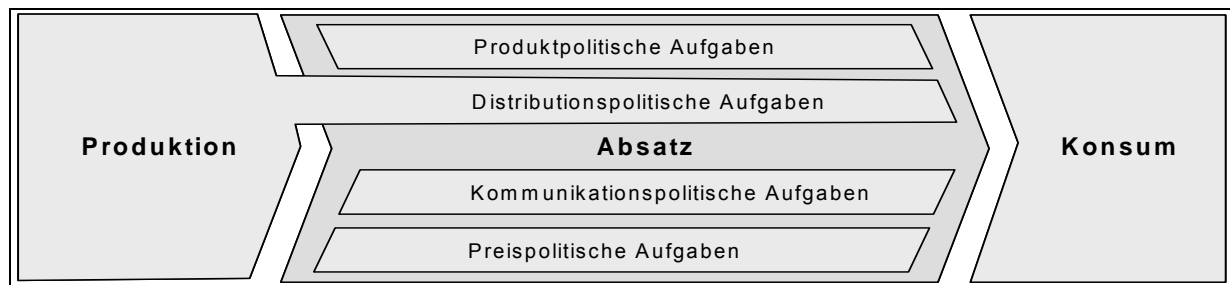 Produktpolitische Aufgaben
Distributionspolitische Aufgaben
Produktion
Absatz
Konsum
Kommunikationspolitische Aufgaben
Preispolitische Aufgaben